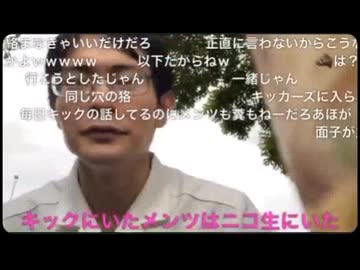 絡まなきゃいいだけだろ 正直に言わないからこうな
かよｗｗｗｗｗ 以下だからねｗ は？
行こうとしたじゃん 一緒じゃん
同じ穴の狢 キッカーズに入ら
毎日キックの話してるのにメンツも糞もねーだろあほが
面子が
キックにいたメンツはニコ生にいた